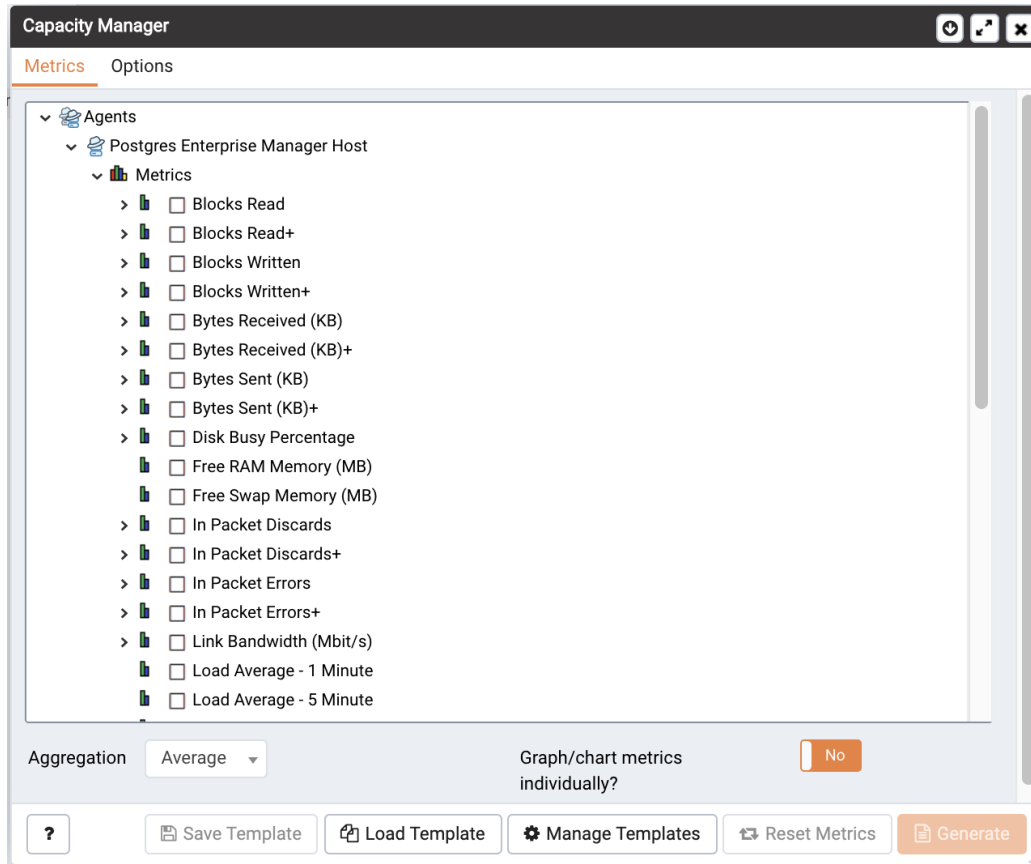 Capacity Manager
Metrics Options
Agents
Postgres Enterprise Manager Host
Metrics
Blocks Read
Blocks Read+
Blocks Written
Blocks Written+
Bytes Received (KB)
Bytes Received (KB)+
Bytes Sent (KB)
Bytes Sent (KB)+
Disk Busy Percentage
Free RAM Memory (MB)
Free Swap Memory (MB)
In Packet Discards
In Packet Discards+
In Packet Errors
In Packet Errors+
Link Bandwidth (Mbit/s)
Load Average - 1 Minute
Load Average - 5 Minute
Aggregation Average Graph/chart metrics No
individually?
? Save Template Load Template Manage Templates Reset Metrics Generate